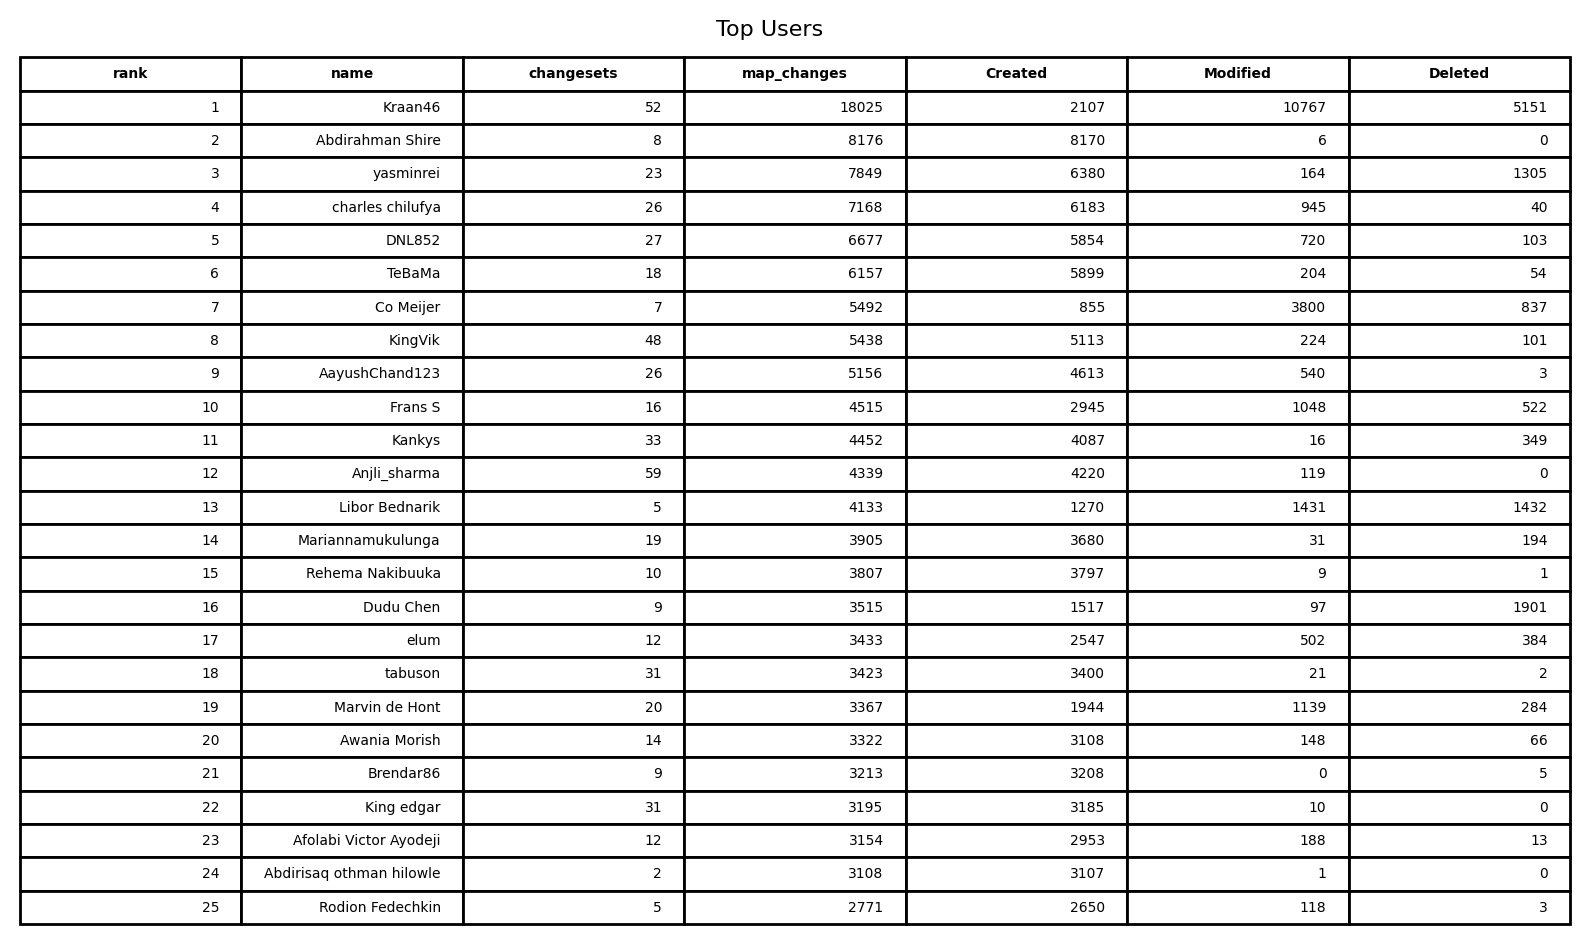 Top Users
rank name changesets map_changes Created Modified Deleted
1 Kraan46 52 18025 2107 10767 5151
2 Abdirahman Shire 8 8176 8170 6 0
3 yasminrei 23 7849 6380 164 1305
4 charles chilufya 26 7168 6183 945 40
5 DNL852 27 6677 5854 720 103
6 TeBaMa 18 6157 5899 204 54
7 Co Meijer 7 5492 855 3800 837
8 KingVik 48 5438 5113 224 101
9 AayushChand123 26 5156 4613 540 3
10 Frans S 16 4515 2945 1048 522
11 Kankys 33 4452 4087 16 349
12 Anjli_sharma 59 4339 4220 119 0
13 Libor Bednarik 5 4133 1270 1431 1432
14 Mariannamukulunga 19 3905 3680 31 194
15 Rehema Nakibuuka 10 3807 3797 9 1
16 Dudu Chen 9 3515 1517 97 1901
17 elum 12 3433 2547 502 384
18 tabuson 31 3423 3400 21 2
19 Marvin de Hont 20 3367 1944 1139 284
20 Awania Morish 14 3322 3108 148 66
21 Brendar86 9 3213 3208 0 5
22 King edgar 31 3195 3185 10 0
23 Afolabi Victor Ayodeji 12 3154 2953 188 13
24 Abdirisaq othman hilowle 2 3108 3107 1 0
25 Rodion Fedechkin 5 2771 2650 118 3